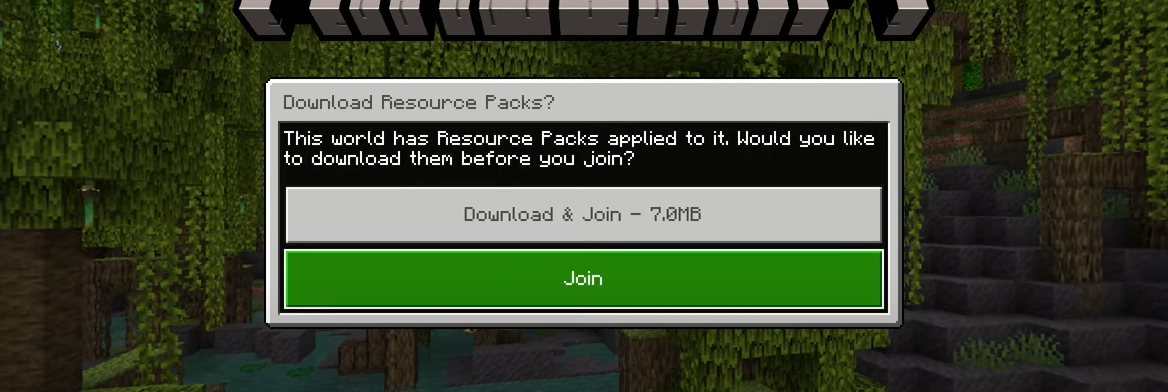 Download Resource Packs?
This world has Resource Packs applied to it. Would you like
to download them before you join?
Download & Join - 7.0MB
Join